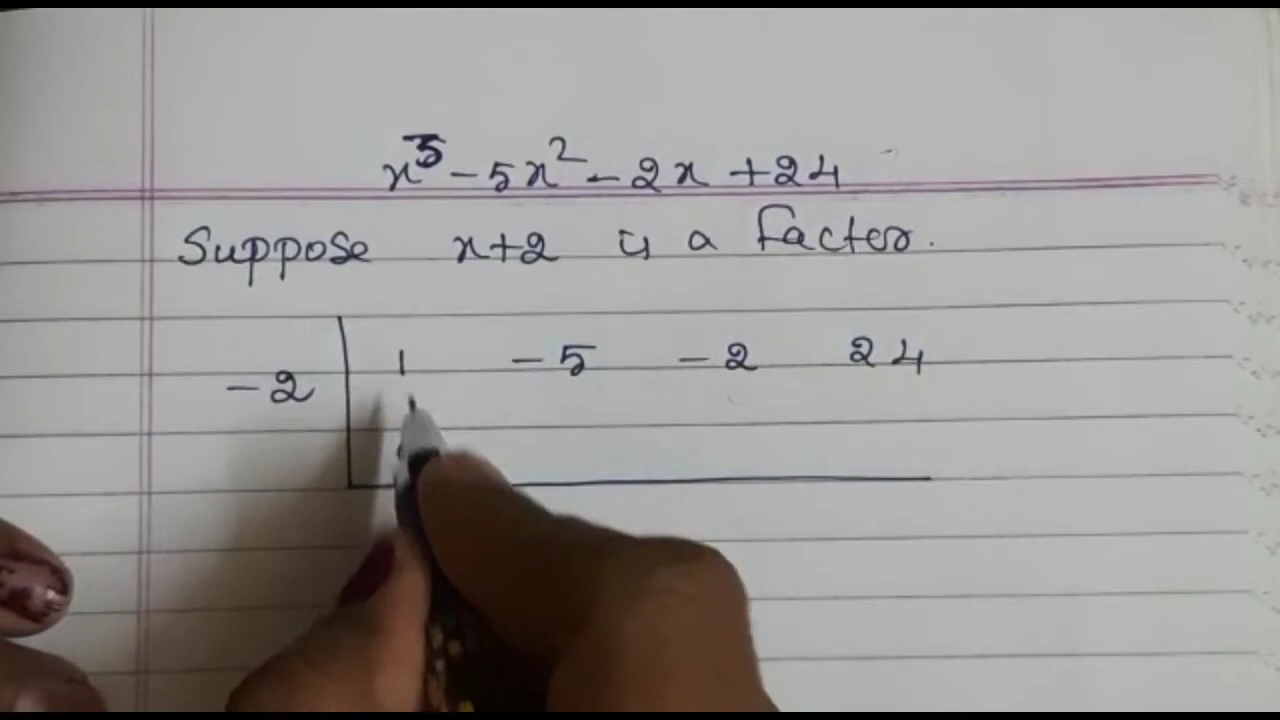 x³ - 5x² - 2x + 24
Suppose x+2 is a factor.
-2 | 1 -5 -2 24